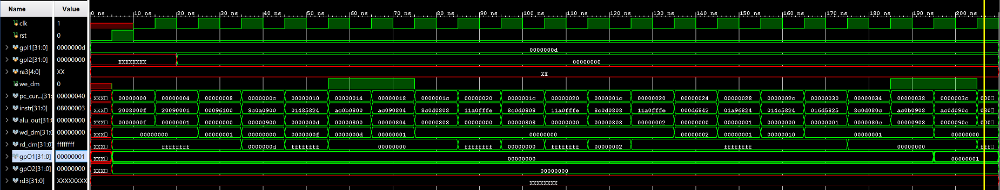 Name Value 0 ns 10 ns 20 ns 30 ns 40 ns 50 ns 60 ns 70 ns 80 ns 90 ns 100 ns 110 ns 120 ns 130 ns 140 ns 150 ns 160 ns 170 ns 180 ns 190 ns 200 ns
clk 1
rst 0
gpI1[31:0] 0000000d 0000000d
gpI2[31:0] 00000000 XXXXXXXX 00000000
ra3[4:0] XX XX
we_dm 0
pc_cur...[31: 00000040 XXX 00000000 00000004 00000008 0000000c 00000010 00000014 00000018 0000001c 00000020 0000001c 00000020 0000001c 00000020 00000024 00000028 0000002c 00000030 00000034 00000038 0000003c 000
instr[31:0] 08000003 XXX 2008000f 20090001 00096100 8c0a0900 01485824 ac0b0800 ac090804 8c0d0808 11a0fffe 8c0d0808 11a0fffe 8c0d0808 11a0fffe 000d6842 01a96824 014c5824 016d5825 8c0d080c ac0b0908 ac0d090c 080
alu_out[31:0] 00000000 XXX 0000000f 00000001 00000000 00000900 0000000d 00000800 00000804 00000808 00000000 00000808 00000000 00000808 00000002 00000000 00000001 00000000 00000001 0000080c 00000908 0000090c 000
wd_dm[31:0] 00000000 XXX 00000000 00000001 00000000 0000000f 0000000d 00000001 00000000 00000002 00000001 00000010 00000001 00000000
rd_dm[31:0] ffffffff XXX ffffffff 0000000d ffffffff 00000000 ffffffff 00000000 ffffffff 00000002 ffffffff 00000000 fff
gpO1[31:0] 00000001 XXX 00000000 00000001
gpO2[31:0] 00000000 XXX 00000000
rd3[31:0] XXXXXXXX XXXXXXXX